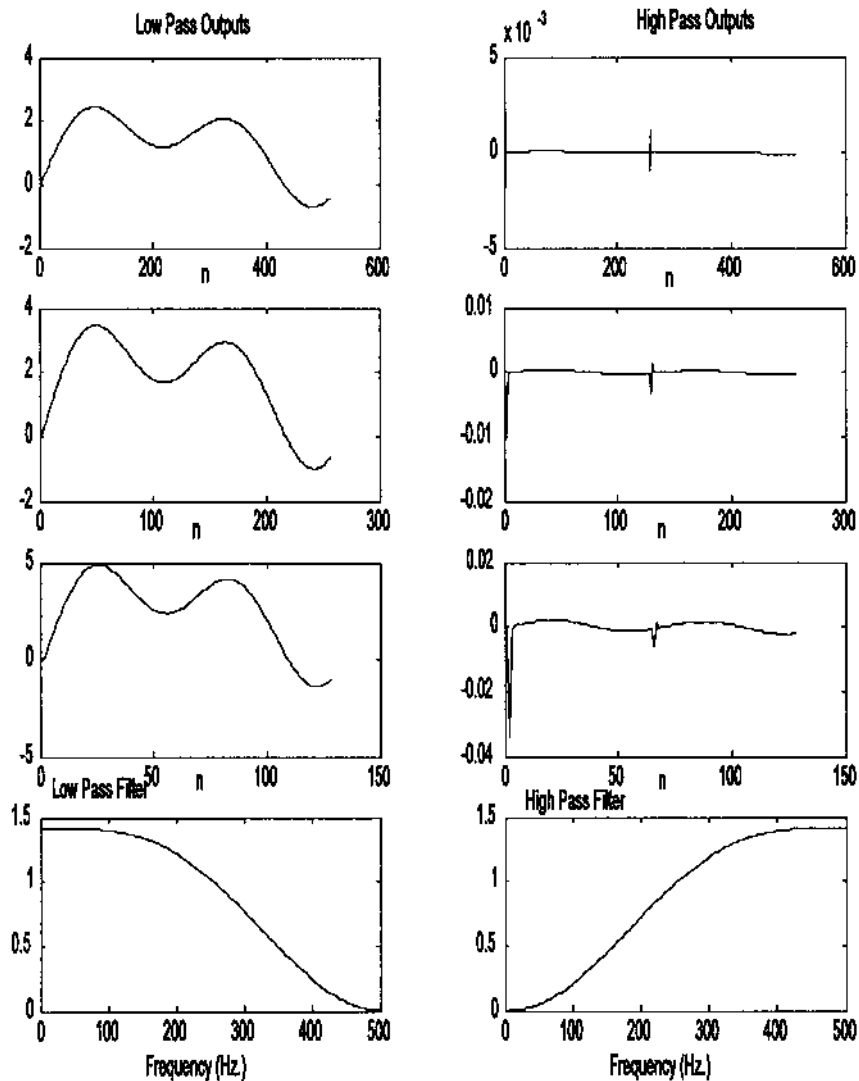 Low Pass Outputs
4
2
0
-2
0 200 400 600
n
x 10 -3
High Pass Outputs
5
0
-5
0 200 400 600
n
4
2
0
-2
0 100 200 300
n
0.01
0
-0.01
-0.02
0 100 200 300
n
5
0
-5
0 50 100 150
n
0.02
0
-0.02
-0.04
0 50 100 150
n
Low Pass Filter
1.5
1
0.5
0
0 100 200 300 400 500
Frequency (Hz.)
High Pass Filter
1.5
1
0.5
0
0 100 200 300 400 500
Frequency (Hz.)